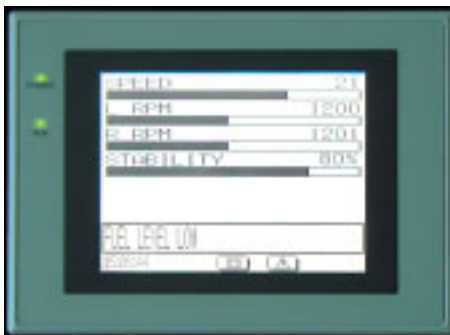 SPEED 21
L RPM 1200
R RPM 1201
STABILITY 80%
FUEL LEVEL LOW
B A